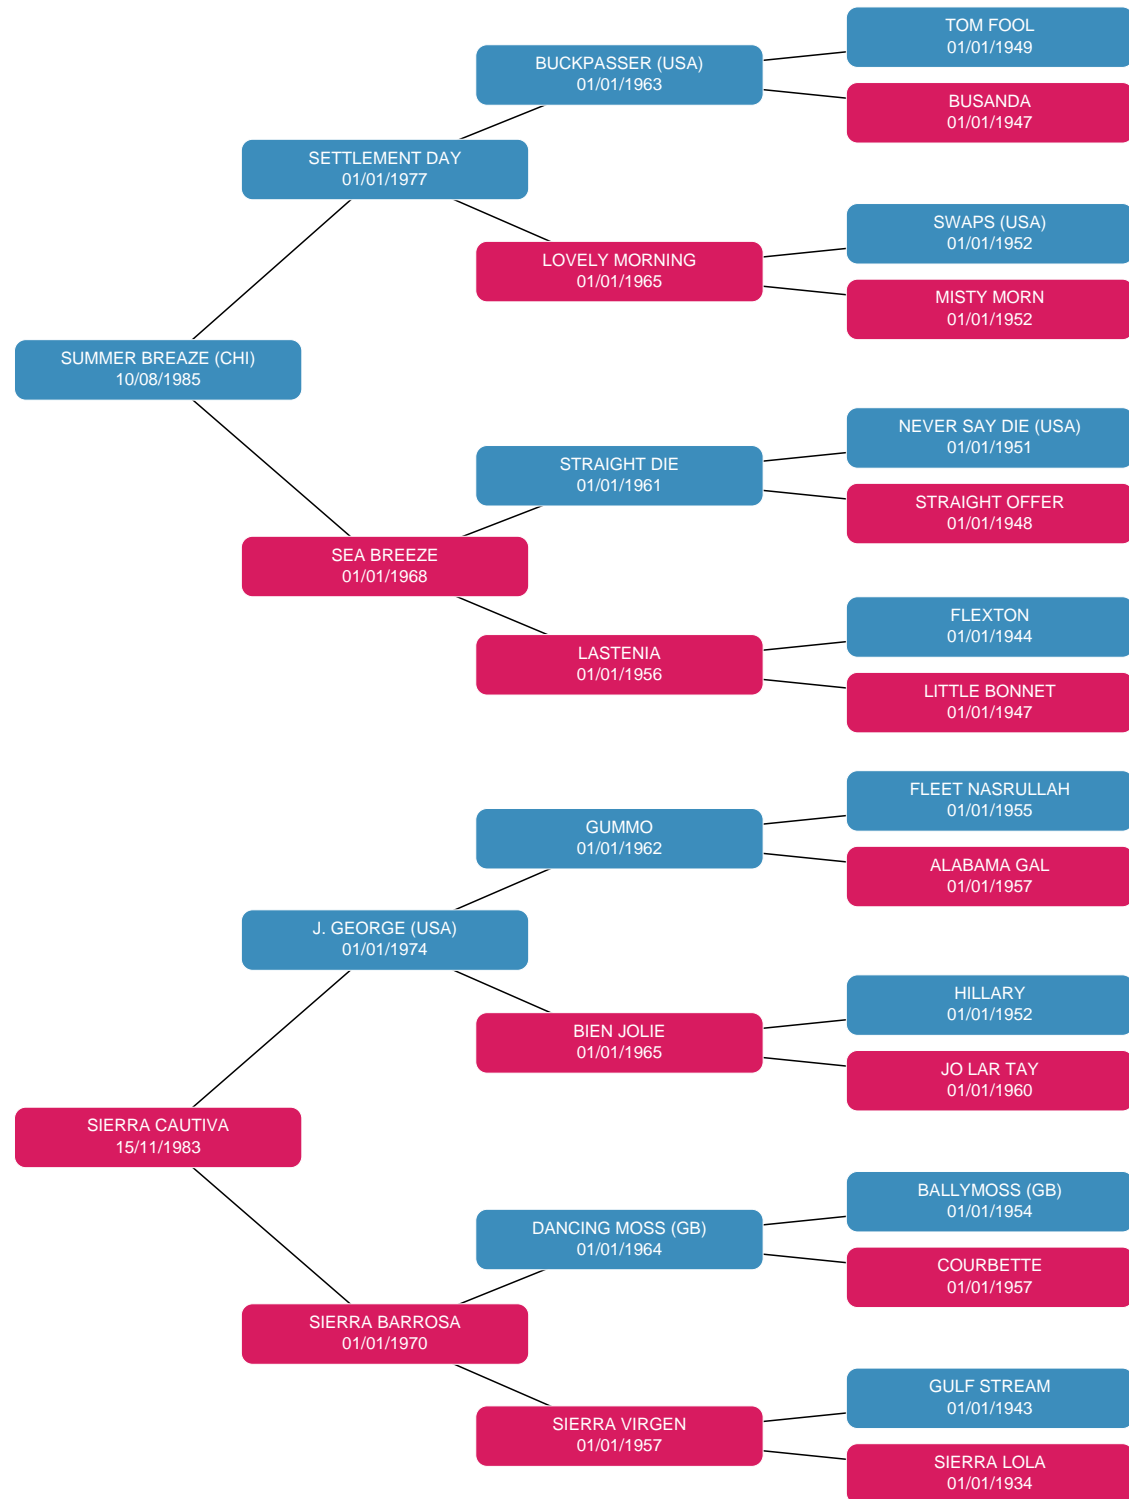 TOM FOOL
01/01/1949
BUCKPASSER (USA)
01/01/1963
BUSANDA
01/01/1947
SETTLEMENT DAY
01/01/1977
SWAPS (USA)
01/01/1952
LOVELY MORNING
01/01/1965
MISTY MORN
01/01/1952
SUMMER BREAZE (CHI)
10/08/1985
NEVER SAY DIE (USA)
01/01/1951
STRAIGHT DIE
01/01/1961
STRAIGHT OFFER
01/01/1948
SEA BREEZE
01/01/1968
FLEXTON
01/01/1944
LASTENIA
01/01/1956
LITTLE BONNET
01/01/1947
FLEET NASRULLAH
01/01/1955
GUMMO
01/01/1962
ALABAMA GAL
01/01/1957
J. GEORGE (USA)
01/01/1974
HILLARY
01/01/1952
BIEN JOLIE
01/01/1965
JO LAR TAY
01/01/1960
SIERRA CAUTIVA
15/11/1983
BALLYMOSS (GB)
01/01/1954
DANCING MOSS (GB)
01/01/1964
COURBETTE
01/01/1957
SIERRA BARROSA
01/01/1970
GULF STREAM
01/01/1943
SIERRA VIRGEN
01/01/1957
SIERRA LOLA
01/01/1934